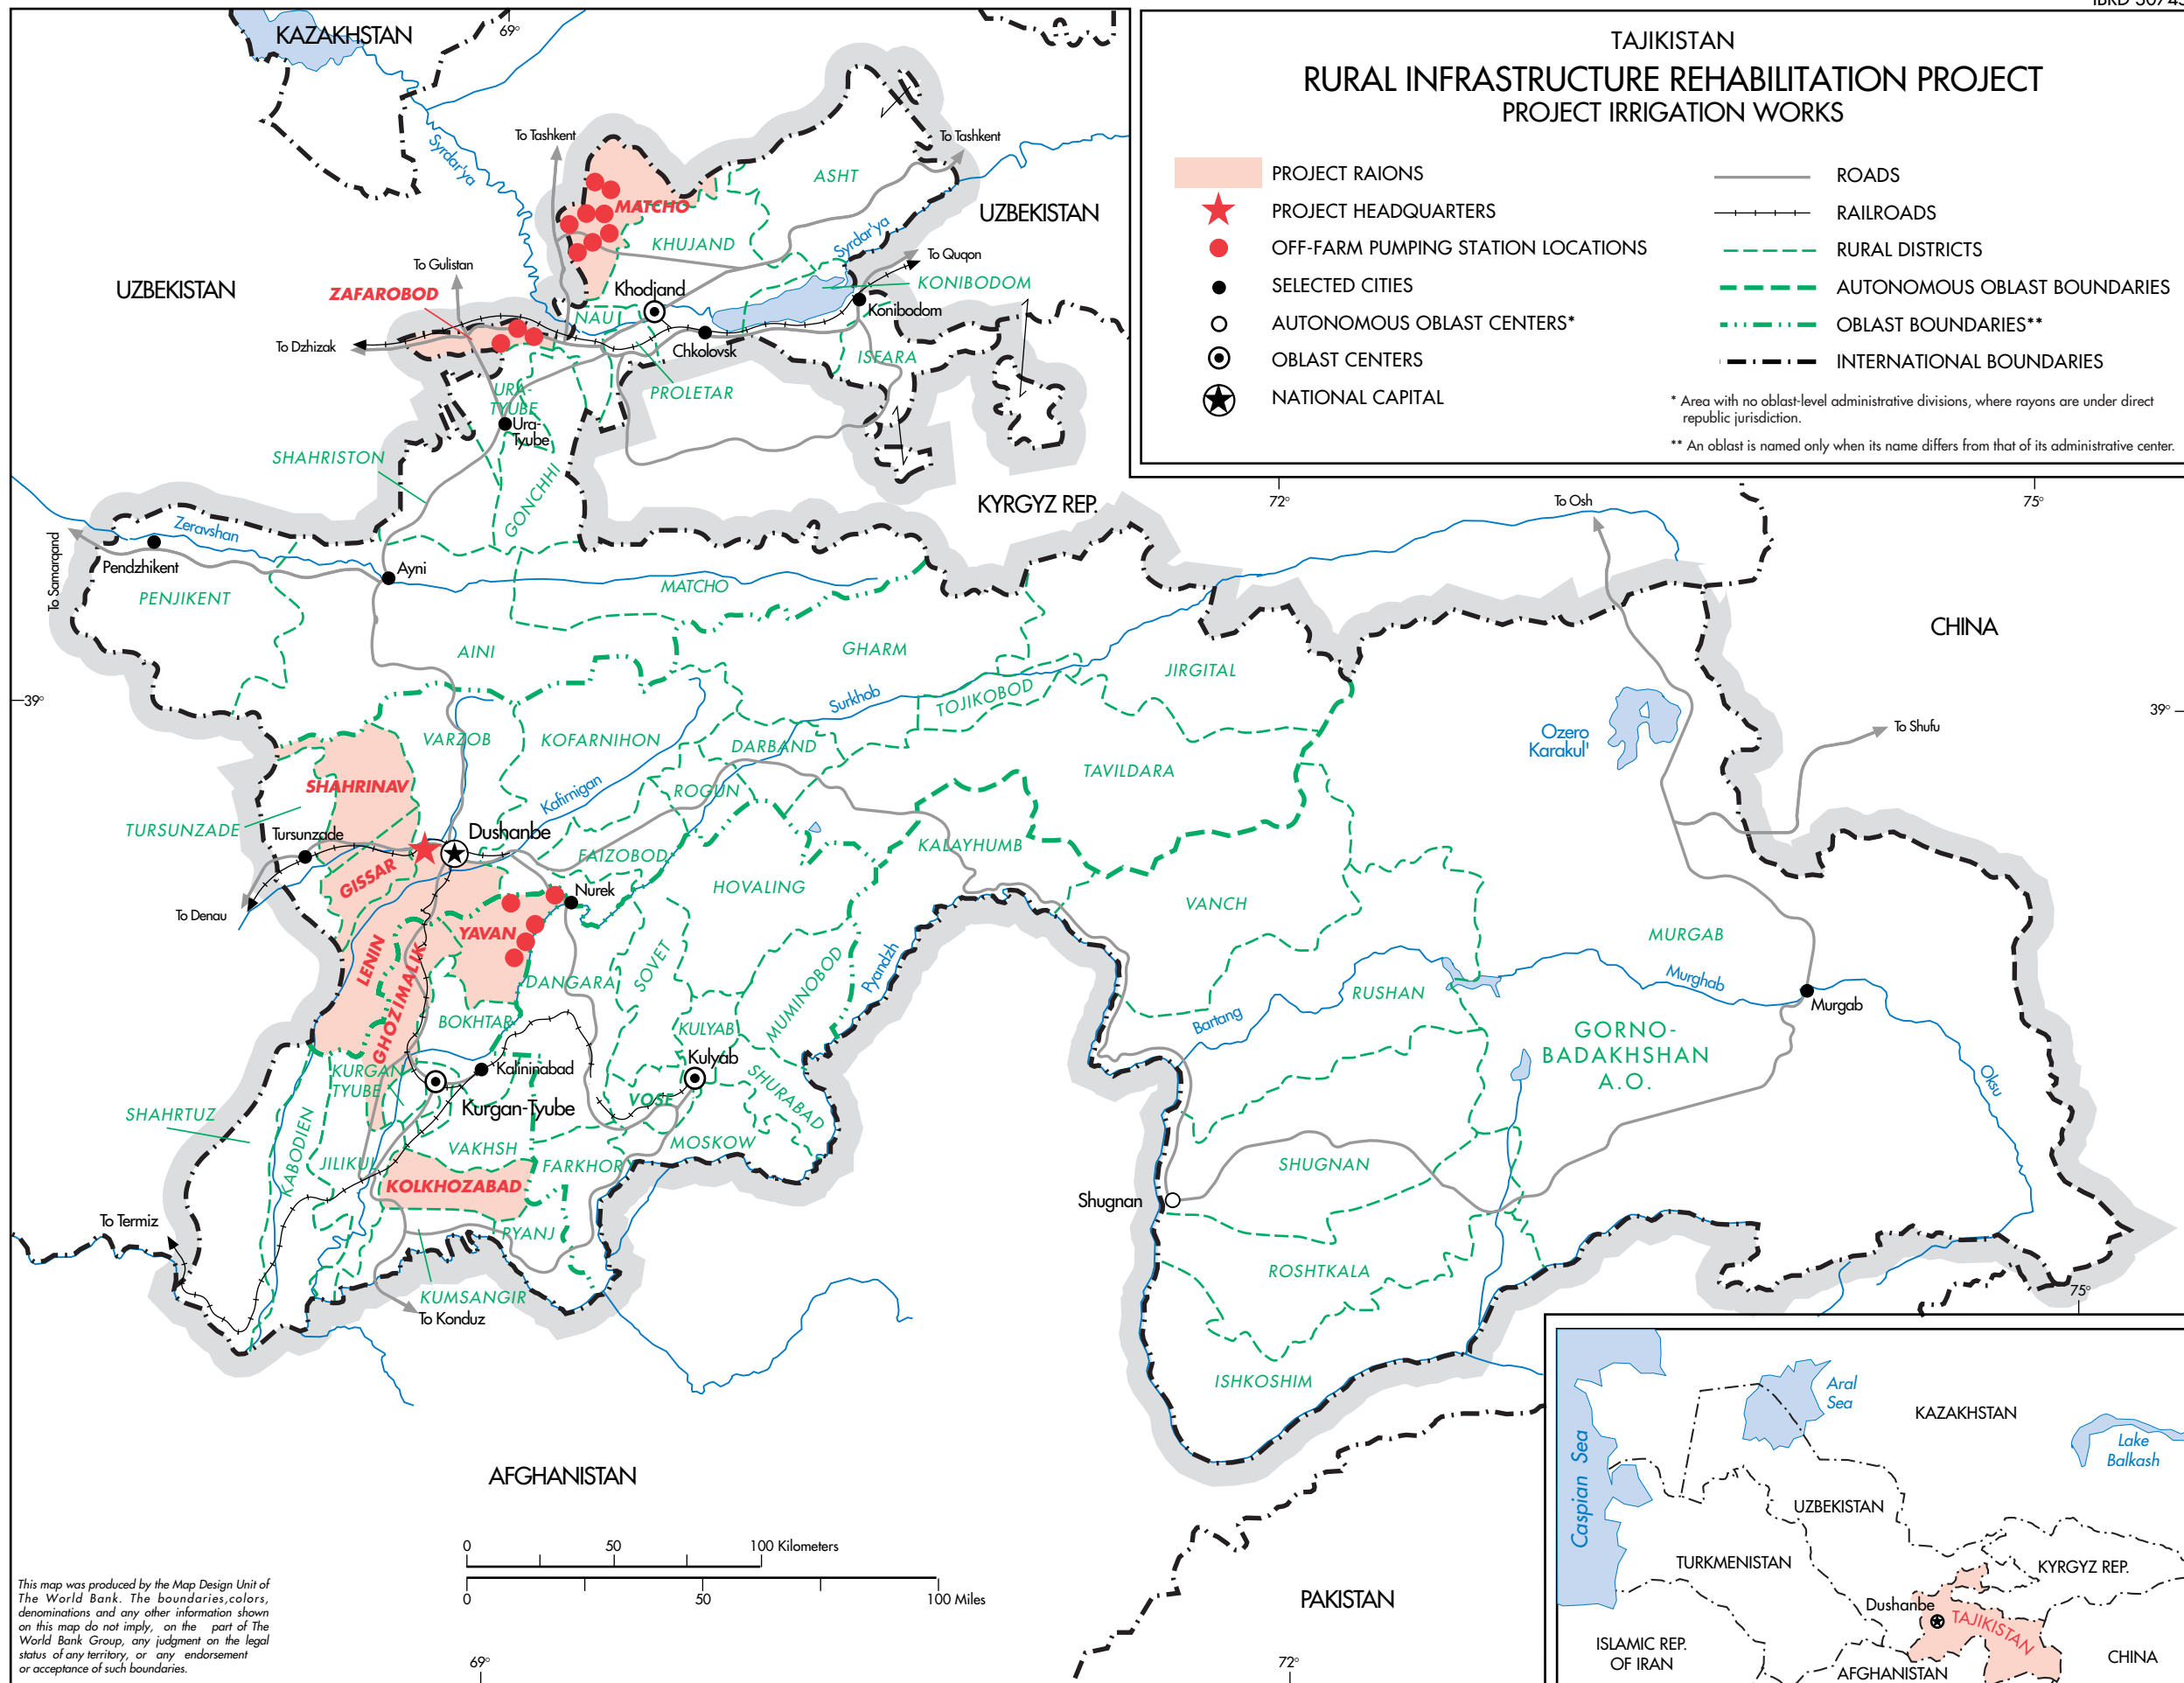 TAJIKISTAN
RURAL INFRASTRUCTURE REHABILITATION PROJECT
PROJECT IRRIGATION WORKS
PROJECT RAIONS
PROJECT HEADQUARTERS
OFF-FARM PUMPING STATION LOCATIONS
SELECTED CITIES
AUTONOMOUS OBLAST CENTERS*
OBLAST CENTERS
NATIONAL CAPITAL
ROADS
RAILROADS
RURAL DISTRICTS
AUTONOMOUS OBLAST BOUNDARIES
OBLAST BOUNDARIES**
INTERNATIONAL BOUNDARIES
* Area with no oblast-level administrative divisions, where rayons are under direct
republic jurisdiction.
** An oblast is named only when its name differs from that of its administrative center.
KAZAKHSTAN
69°
Syrdar'ya
To Tashkent
To Tashkent
ASHT
MATCHO
UZBEKISTAN
KHUJAND
Syrdar'ya
To Quqon
To Gulistan
UZBEKISTAN
ZAFAROBOD
KONIBODOM
Khodjand
Konibodom
NAU
To Dzhizak
Chkolovsk
ISFARA
URA-
TYUBE
PROLETAR
Ura-
Tyube
SHAHRISTON
GONCHHI
KYRGYZ REP.
72°
To Osh
75°
Zeravshan
To Samarqand
Pendzhikent
Ayni
PENJIKENT
MATCHO
CHINA
AINI
GHARM
JIRGITAL
39°
Surkhob
TOJIKOBOD
39°
To Shufu
Ozero
Karakul'
VARZOB
KOFARNIHON
DARBAND
TAVILDARA
SHAHRINAV
Kafirnigan
ROGUN
TURSUNZADE
Tursunzade
Dushanbe
KALAYHUMB
FAIZOBOD
GISSAR
HOVALING
Nurek
To Denau
VANCH
YAVAN
MURGAB
LENIN
GHOZIMALIK
SOVET
MUMINOBOD
Pyandzh
DANGARA
RUSHAN
Murghab
Murgab
BOKHTAR
KULYAB
Bartang
GORNO-
BADAKHSHAN
A.O.
Kulyab
KURGAN
TYUBE
Kalininabad
Oksu
SHURABAD
VOSE
Kurgan-Tyube
SHAHRTUZ
KABODIEN
VAKHSH
MOSKOW
JILIKUL
FARKHOR
SHUGNAN
KOLKHOZABAD
Shugnan
To Termiz
PYANJ
ROSHTKALA
KUMSANGIR
To Konduz
75°
ISHKOSHIM
AFGHANISTAN
0 50 100 Kilometers
0 50 100 Miles
PAKISTAN
69°
72°
This map was produced by the Map Design Unit of
The World Bank. The boundaries,colors,
denominations and any other information shown
on this map do not imply, on the part of The
World Bank Group, any judgment on the legal
status of any territory, or any endorsement
or acceptance of such boundaries.
Aral
Sea
KAZAKHSTAN
Lake
Balkash
Caspian Sea
UZBEKISTAN
TURKMENISTAN
KYRGYZ REP.
Dushanbe
TAJIKISTAN
ISLAMIC REP.
OF IRAN
AFGHANISTAN
CHINA